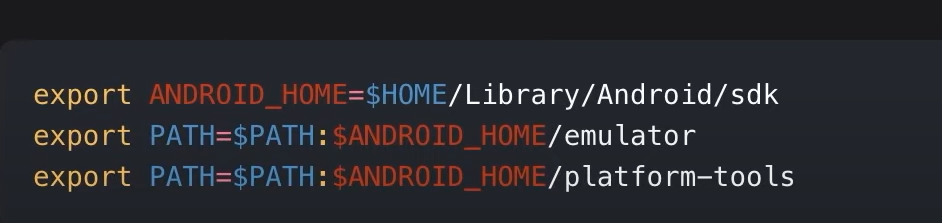 export ANDROID_HOME=$HOME/Library/Android/sdk
export PATH=$PATH:$ANDROID_HOME/emulator
export PATH=$PATH:$ANDROID_HOME/platform-tools